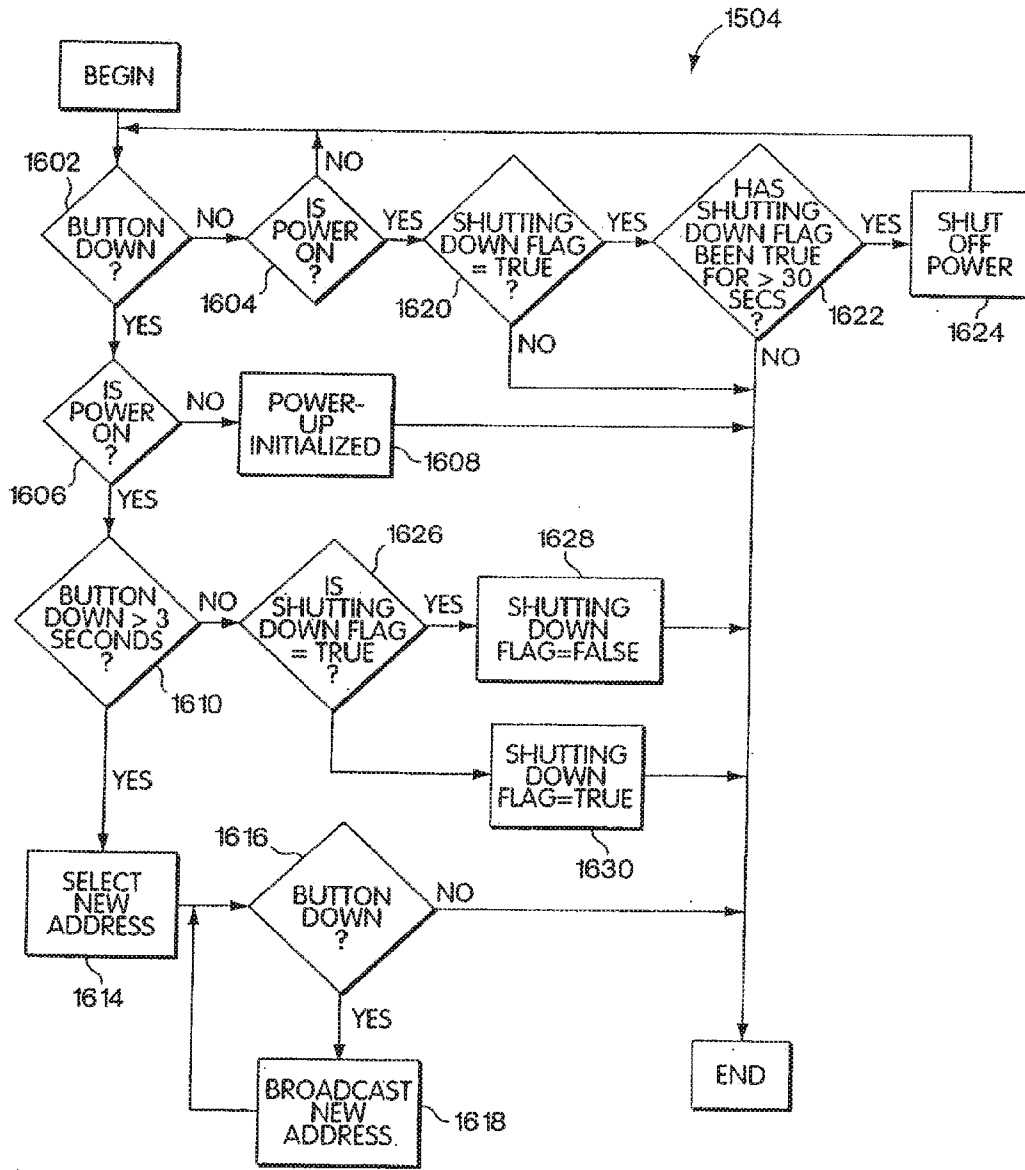 1504
BEGIN
1602
BUTTON
DOWN
?
NO
NO
IS
POWER
ON
?
1604
YES
SHUTTING
DOWN FLAG
= TRUE
?
1620
YES
HAS
SHUTTING
DOWN FLAG
BEEN TRUE
FOR > 30
SECS
?
1622
YES
SHUT
OFF
POWER
1624
YES
NO
NO
IS
POWER
ON
?
1606
NO
POWER-
UP
INITIALIZED
1608
YES
BUTTON
DOWN > 3
SECONDS
?
1610
NO
1626
IS
SHUTTING
DOWN FLAG
= TRUE
?
YES
1628
SHUTTING
DOWN
FLAG=FALSE
SHUTTING
DOWN
FLAG=TRUE
1630
YES
SELECT
NEW
ADDRESS
1614
1616
BUTTON
DOWN
?
NO
YES
BROADCAST
NEW
ADDRESS
1618
END